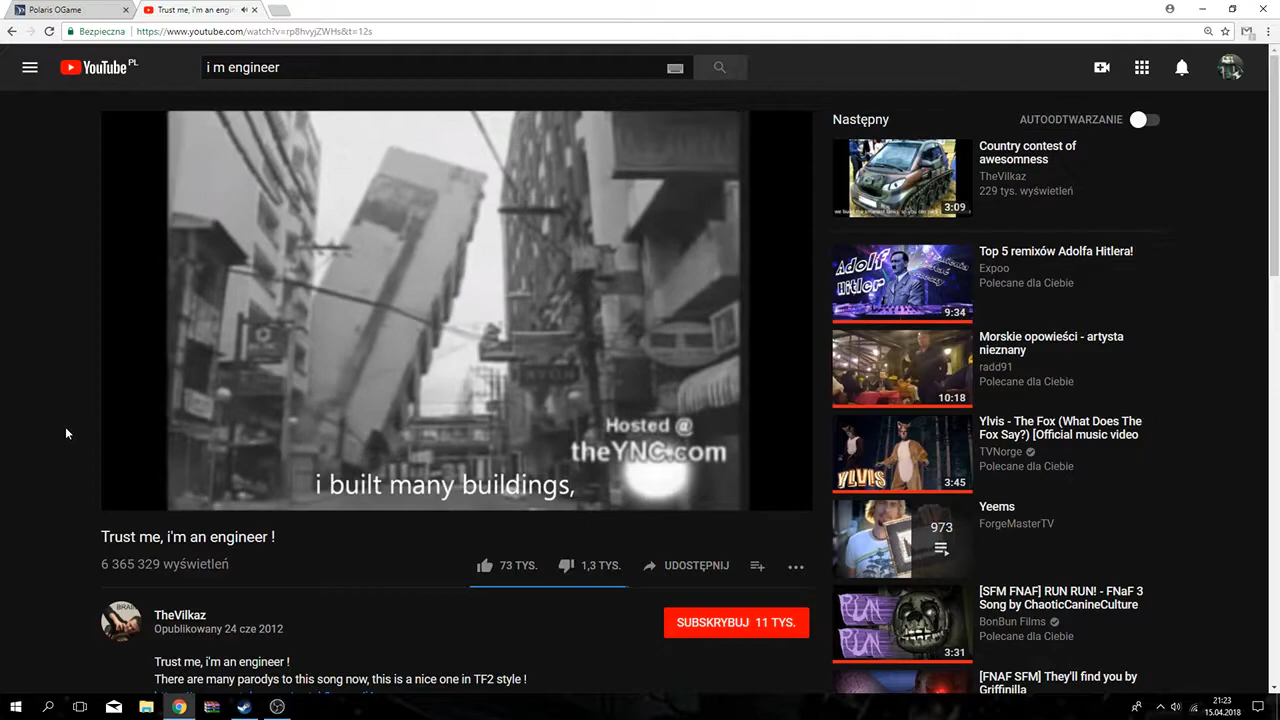 Polaris OGame
Trust me, i'm an engin
Bezpieczna
https://www.youtube.com/watch?v=rp8hvyjZWHs&t=12s
YouTube PL
i m engineer
Następny
AUTOODTWARZANIE
Country contest of
awesomness
TheVilkaz
229 tys. wyświetleń
3:09
Top 5 remixów Adolfa Hitlera!
Expoo
Polecane dla Ciebie
Adolf
Hitler
9:34
Morskie opowieści - artysta
nieznany
radd91
Polecane dla Ciebie
10:18
Ylvis - The Fox (What Does The
Fox Say?) [Official music video
TVNorge
Polecane dla Ciebie
YLVIS
3:45
Yeems
ForgeMasterTV
973
[SFM FNAF] RUN RUN! - FNaF 3
Song by ChaoticCanineCulture
BonBun Films
Polecane dla Ciebie
RUN
RUN
3:31
[FNAF SFM] They'll find you by
Griffinilla
Hosted @
theYNC.com
i built many buildings,
Trust me, i'm an engineer !
6 365 329 wyświetleń
73 TYS.
1,3 TYS.
UDOSTĘPNIJ
TheVilkaz
Opublikowany 24 cze 2012
SUBSKRYBUJ 11 TYS.
Trust me, i'm an engineer !
There are many parodys to this song now, this is a nice one in TF2 style !
21:23
15.04.2018